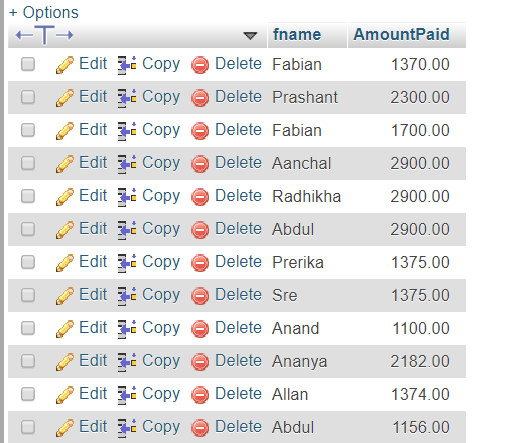 + Options
fname AmountPaid
Edit Copy Delete Fabian 1370.00
Edit Copy Delete Prashant 2300.00
Edit Copy Delete Fabian 1700.00
Edit Copy Delete Aanchal 2900.00
Edit Copy Delete Radhikha 2900.00
Edit Copy Delete Abdul 2900.00
Edit Copy Delete Prerika 1375.00
Edit Copy Delete Sre 1375.00
Edit Copy Delete Anand 1100.00
Edit Copy Delete Ananya 2182.00
Edit Copy Delete Allan 1374.00
Edit Copy Delete Abdul 1156.00